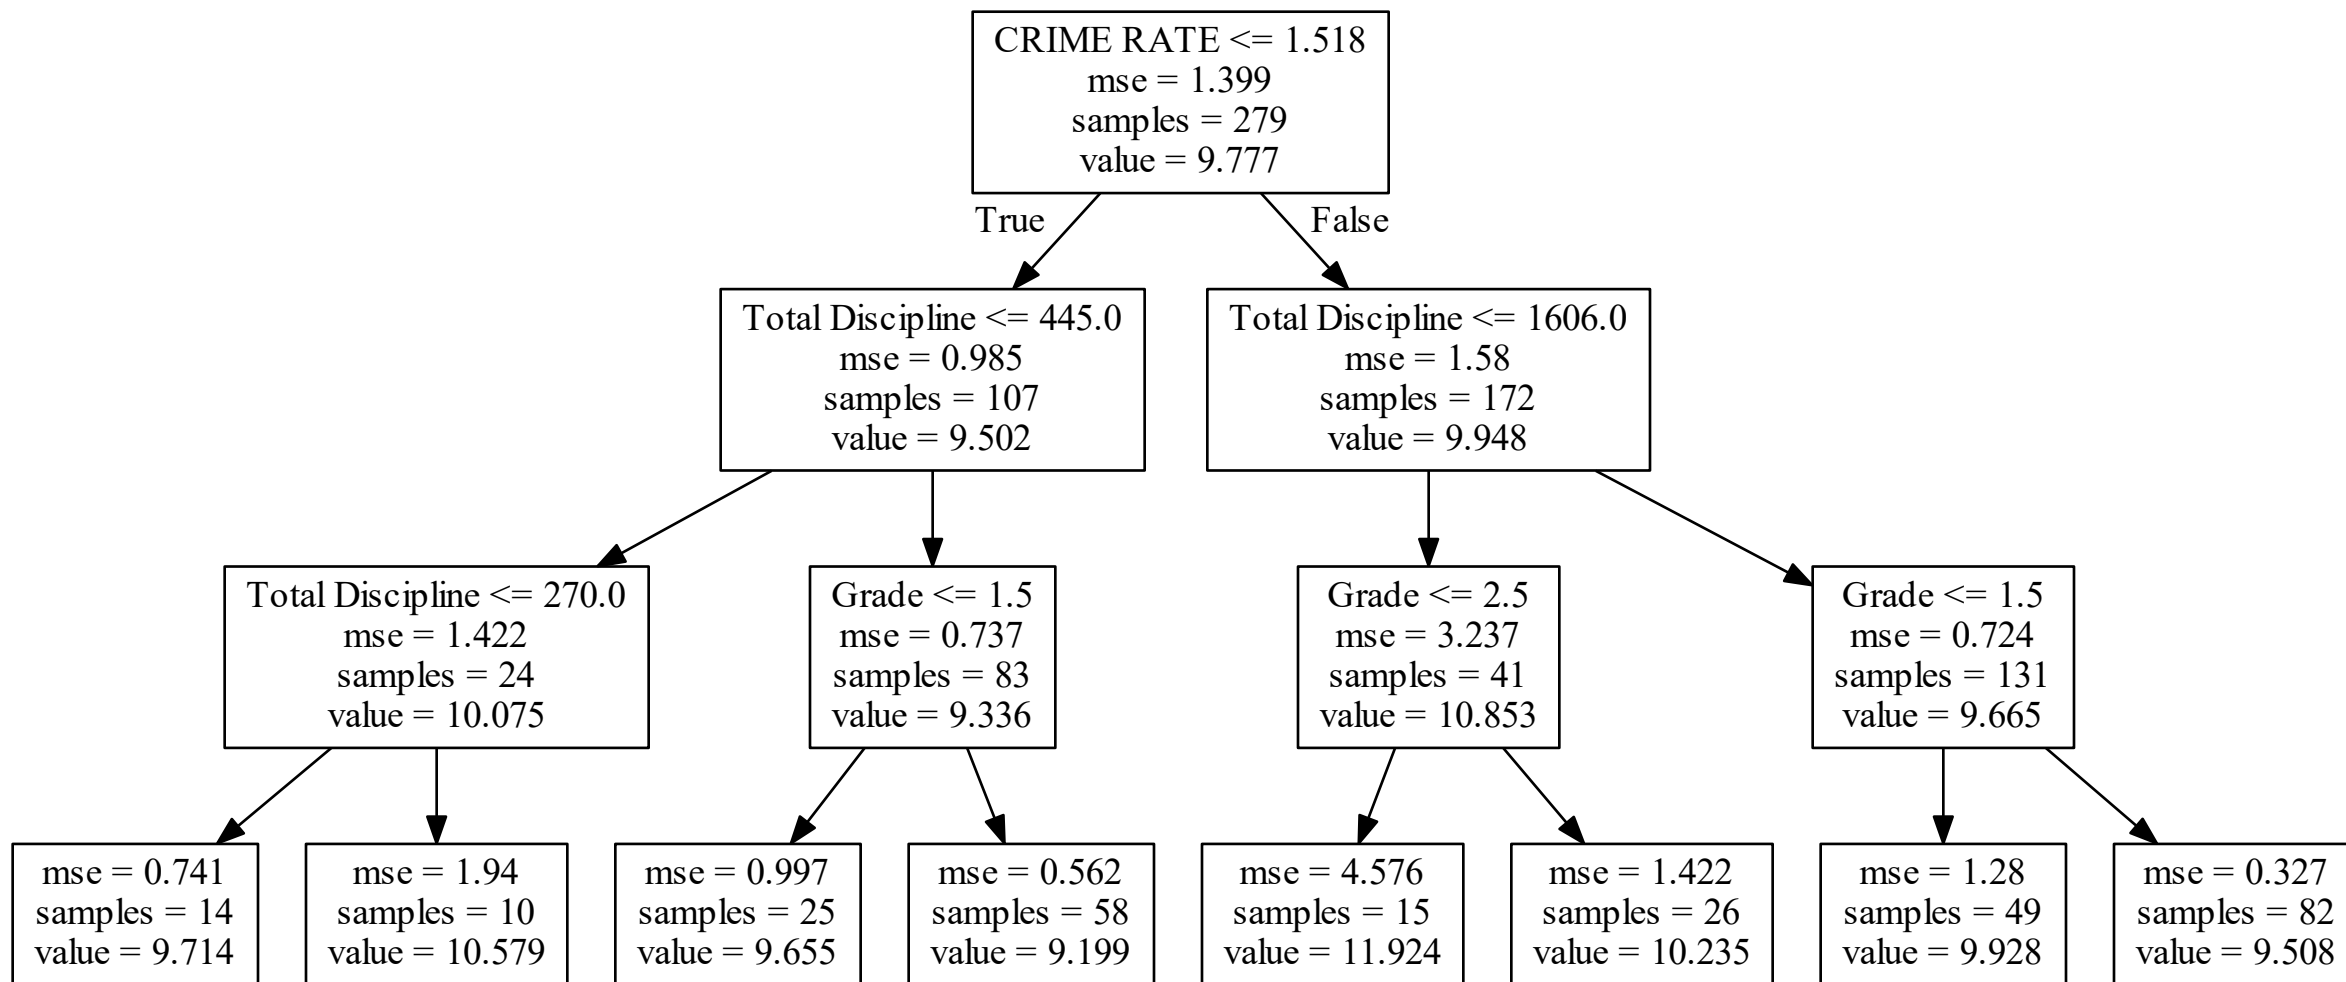 CRIME RATE <= 1.518
mse = 1.399
samples = 279
value = 9.777
True
False
Total Discipline <= 445.0
mse = 0.985
samples = 107
value = 9.502
Total Discipline <= 1606.0
mse = 1.58
samples = 172
value = 9.948
Total Discipline <= 270.0
mse = 1.422
samples = 24
value = 10.075
Grade <= 1.5
mse = 0.737
samples = 83
value = 9.336
Grade <= 2.5
mse = 3.237
samples = 41
value = 10.853
Grade <= 1.5
mse = 0.724
samples = 131
value = 9.665
mse = 0.741
samples = 14
value = 9.714
mse = 1.94
samples = 10
value = 10.579
mse = 0.997
samples = 25
value = 9.655
mse = 0.562
samples = 58
value = 9.199
mse = 4.576
samples = 15
value = 11.924
mse = 1.422
samples = 26
value = 10.235
mse = 1.28
samples = 49
value = 9.928
mse = 0.327
samples = 82
value = 9.508